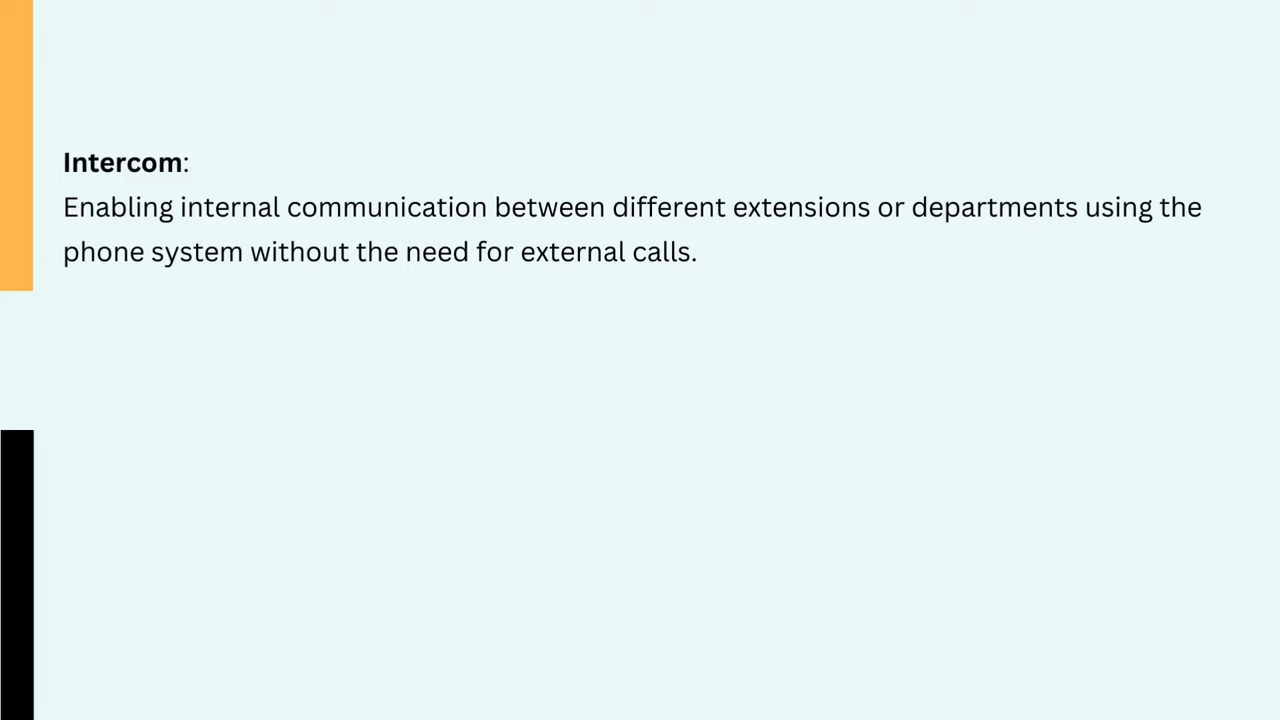 Intercom:
Enabling internal communication between different extensions or departments using the
phone system without the need for external calls.